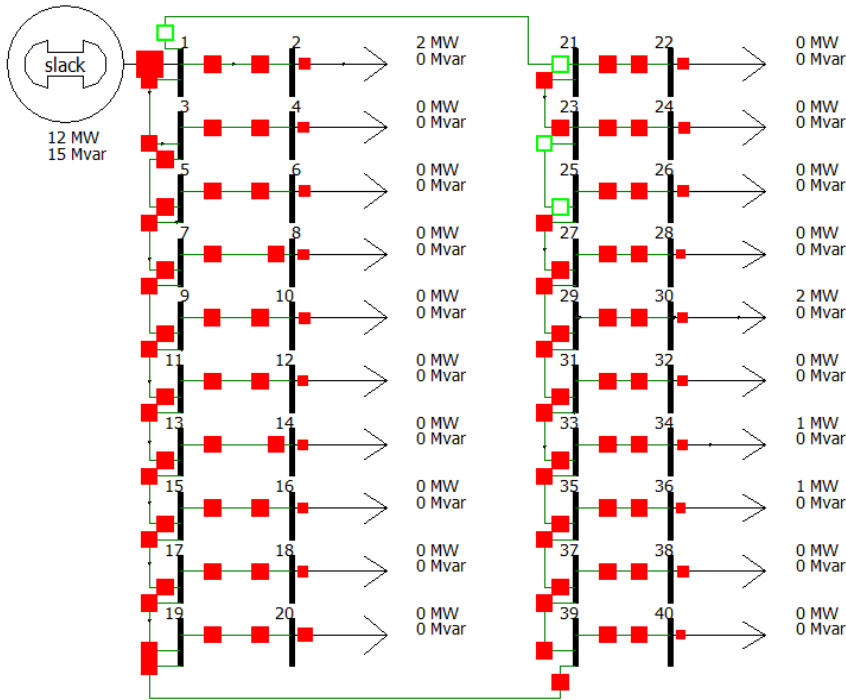 1 2 2 MW 21 22 0 MW
0 Mvar 0 Mvar
slack
3 4 0 MW 23 24 0 MW
0 Mvar 0 Mvar
12 MW
15 Mvar
5 6 0 MW 25 26 0 MW
0 Mvar 0 Mvar
7 8 0 MW 27 28 0 MW
0 Mvar 0 Mvar
9 10 0 MW 29 30 2 MW
0 Mvar 0 Mvar
11 12 0 MW 31 32 0 MW
0 Mvar 0 Mvar
13 14 0 MW 33 34 1 MW
0 Mvar 0 Mvar
15 16 0 MW 35 36 1 MW
0 Mvar 0 Mvar
17 18 0 MW 37 38 0 MW
0 Mvar 0 Mvar
19 20 0 MW 39 40 0 MW
0 Mvar 0 Mvar